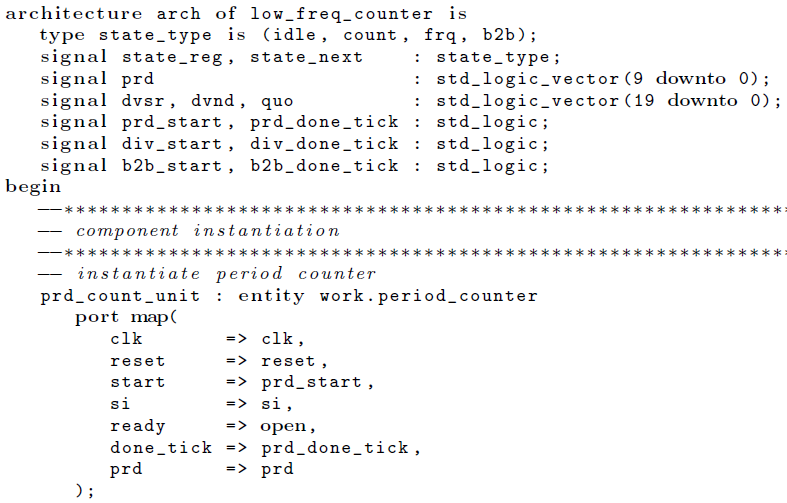 architecture arch of low_freq_counter is
   type state_type is (idle, count, frq, b2b);
   signal state_reg, state_next    : state_type;
   signal prd                      : std_logic_vector(9 downto 0);
   signal dvsr, dvnd, quo          : std_logic_vector(19 downto 0);
   signal prd_start, prd_done_tick : std_logic;
   signal div_start, div_done_tick : std_logic;
   signal b2b_start, b2b_done_tick : std_logic;
begin
   --***************************************************************
   -- component instantiation
   --***************************************************************
   -- instantiate period counter
   prd_count_unit : entity work.period_counter
      port map(
         clk       => clk,
         reset     => reset,
         start     => prd_start,
         si        => si,
         ready     => open,
         done_tick => prd_done_tick,
         prd       => prd
      );